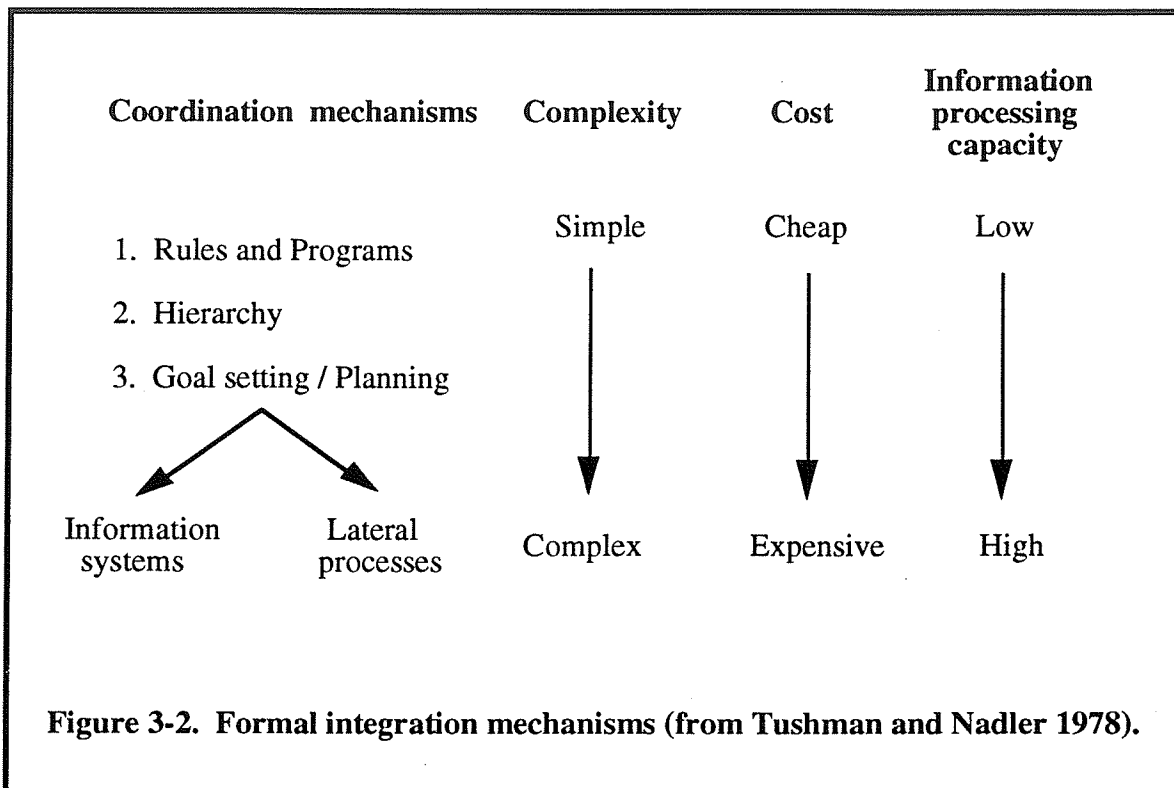 Coordination mechanisms Complexity Cost Information processing capacity
1. Rules and Programs Simple Cheap Low
2. Hierarchy
3. Goal setting / Planning
Information systems Lateral processes Complex Expensive High
Figure 3-2. Formal integration mechanisms (from Tushman and Nadler 1978).